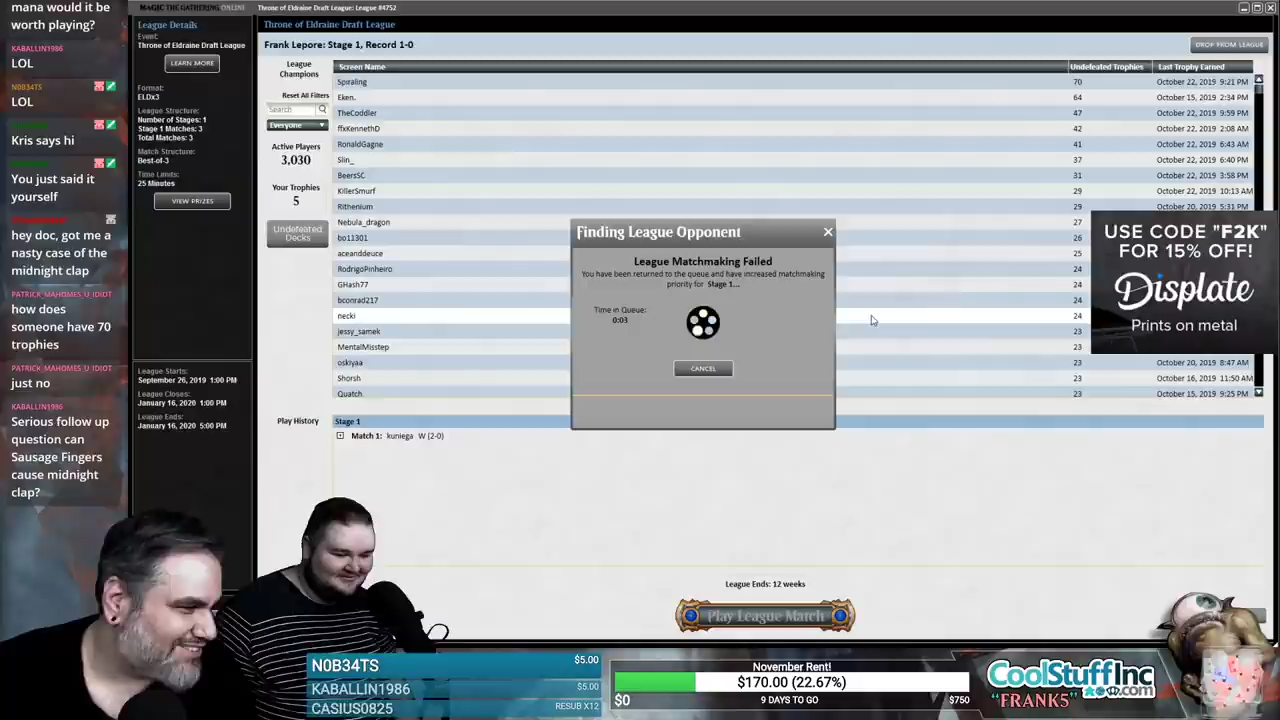 mana would it be
worth playing?
KABALLIN1986
LOL
N0B34TS
LOL
Kris says hi
You just said it
yourself
hey doc, got me a
nasty case of the
midnight clap
PATRICK_MAHOMES_U_IDIOT
how does
someone have 70
trophies
PATRICK_MAHOMES_U_IDIOT
just no
KABALLIN1986
Serious follow up
question can
Sausage Fingers
cause midnight
clap?
MAGIC THE GATHERING ONLINE
Throne of Eldraine Draft League: League #4752
League Details
Event:
Throne of Eldraine Draft League
LEARN MORE
Format:
ELDx3
League Structure:
Number of Stages: 1
Stage 1 Matches: 3
Total Matches: 3
Match Structure:
Best-of-3
Time Limits:
25 Minutes
VIEW PRIZES
League Starts:
September 26, 2019 1:00 PM
League Closes:
January 16, 2020 1:00 PM
League Ends:
January 16, 2020 5:00 PM
Throne of Eldraine Draft League
Frank Lepore: Stage 1, Record 1-0
DROP FROM LEAGUE
League
Champions
Reset All Filters
Search
Everyone
Active Players
3,030
Your Trophies
5
Undefeated
Decks
Screen Name Undefeated Trophies Last Trophy Earned
Spiraling 70 October 22, 2019 9:21 PM
Eken. 64 October 15, 2019 2:34 PM
TheCoddler 47 October 22, 2019 9:59 PM
ffxKennethD 42 October 22, 2019 2:08 AM
RonaldGagne 41 October 22, 2019 6:43 AM
Slin_ 37 October 22, 2019 6:40 PM
BeersSC 31 October 22, 2019 3:58 PM
KillerSmurf 29 October 22, 2019 10:13 AM
Rithenium 29 October 20, 2019 5:31 PM
Nebula_dragon 27
bo11301 26
aceanddeuce 25
RodrigoPinheiro 24
GHash77 24
bconrad217 24
necki 24
jessy_samek 23
MentalMisstep 23
oskiyaa 23 October 20, 2019 8:47 AM
Shorsh 23 October 16, 2019 11:50 AM
Quatch 23 October 15, 2019 9:25 PM
Finding League Opponent
League Matchmaking Failed
You have been returned to the queue and have increased matchmaking
priority for Stage 1...
Time in Queue:
0:03
CANCEL
USE CODE "F2K"
FOR 15% OFF!
Displate
Prints on metal
Play History
Stage 1
Match 1: kuniega W (2-0)
League Ends: 12 weeks
Play League Match
N0B34TS $5.00
KABALLIN1986 $5.00
CASIUS0825 RESUB X12
November Rent!
$170.00 (22.67%)
$0 9 DAYS TO GO $750
CoolStuffInc
.com
"FRANK5"